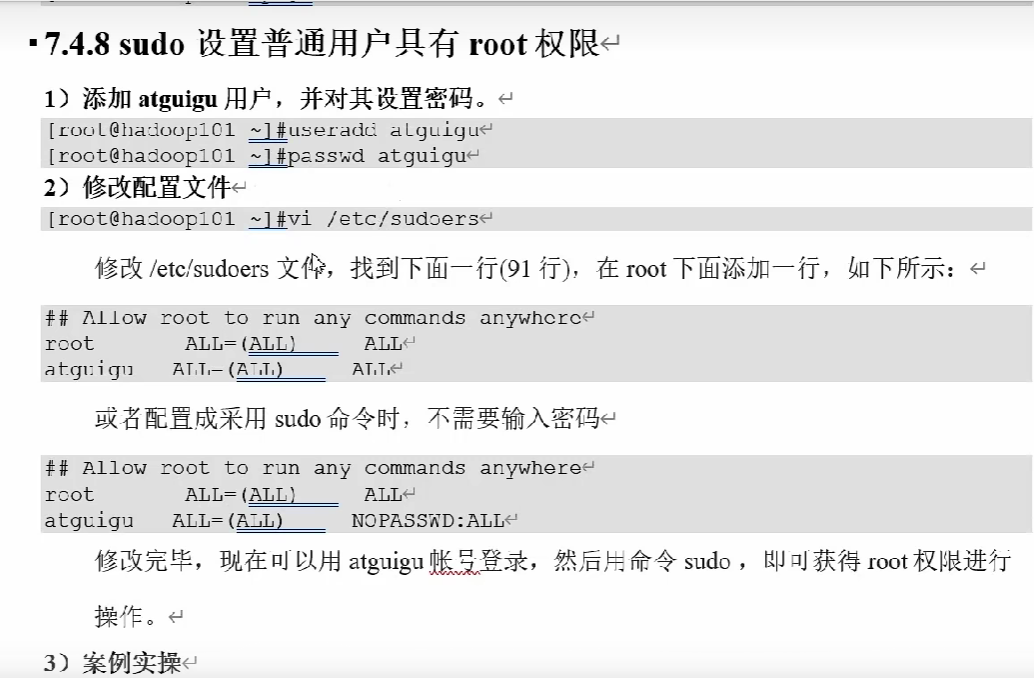 7.4.8 sudo 设置普通用户具有 root 权限
1）添加 atguigu 用户，并对其设置密码。
[root@hadoop101 ~]#useradd atguigu
[root@hadoop101 ~]#passwd atguigu
2）修改配置文件
[root@hadoop101 ~]#vi /etc/sudoers
修改 /etc/sudoers 文件，找到下面一行(91 行)，在 root 下面添加一行，如下所示：
## Allow root to run any commands anywhere
root ALL=(ALL) ALL
atguigu ALL=(ALL) ALL
或者配置成采用 sudo 命令时，不需要输入密码
## Allow root to run any commands anywhere
root ALL=(ALL) ALL
atguigu ALL=(ALL) NOPASSWD:ALL
修改完毕，现在可以用 atguigu 帐号登录，然后用命令 sudo ，即可获得 root 权限进行
操作。
3）案例实操